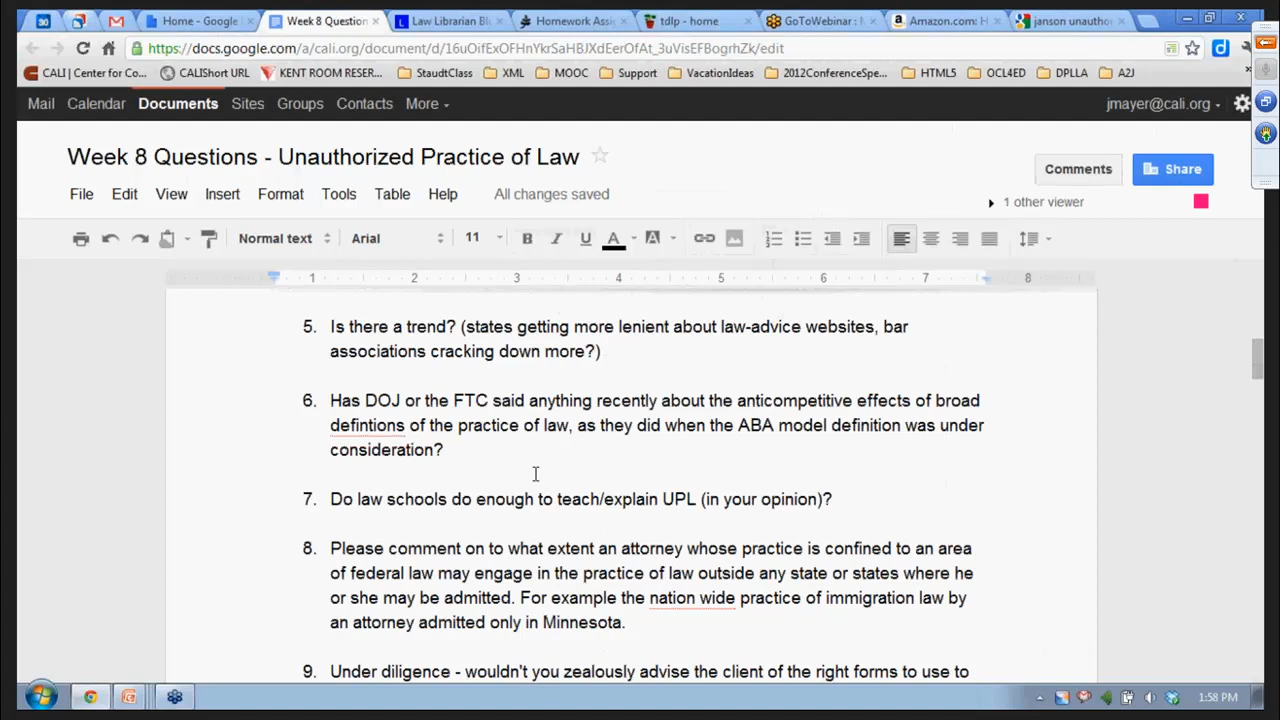 30
Home - Google
Week 8 Question
Law Librarian Bl
Homework Assi
tdlp - home
GoToWebinar : M
Amazon.com: H
janson unautho
https://docs.google.com/a/cali.org/document/d/
/edit
CALI | Center for Co...
CALIShort URL
KENT ROOM RESER...
StaudtClass
XML
MOOC
Support
VacationIdeas
2012ConferenceSpe...
HTML5
OCL4ED
DPLLA
A2J
Mail Calendar Documents Sites Groups Contacts More
jmayer@cali.org
Week 8 Questions - Unauthorized Practice of Law
Comments
Share
File Edit View Insert Format Tools Table Help
All changes saved
1 other viewer
Normal text
Arial
11
B I U A A
1 2 3 4 5 6 7 8
5. Is there a trend? (states getting more lenient about law-advice websites, bar
associations cracking down more?)
6. Has DOJ or the FTC said anything recently about the anticompetitive effects of broad
defintions of the practice of law, as they did when the ABA model definition was under
consideration?
7. Do law schools do enough to teach/explain UPL (in your opinion)?
8. Please comment on to what extent an attorney whose practice is confined to an area
of federal law may engage in the practice of law outside any state or states where he
or she may be admitted. For example the nation wide practice of immigration law by
an attorney admitted only in Minnesota.
9. Under diligence - wouldn't you zealously advise the client of the right forms to use to
1:58 PM